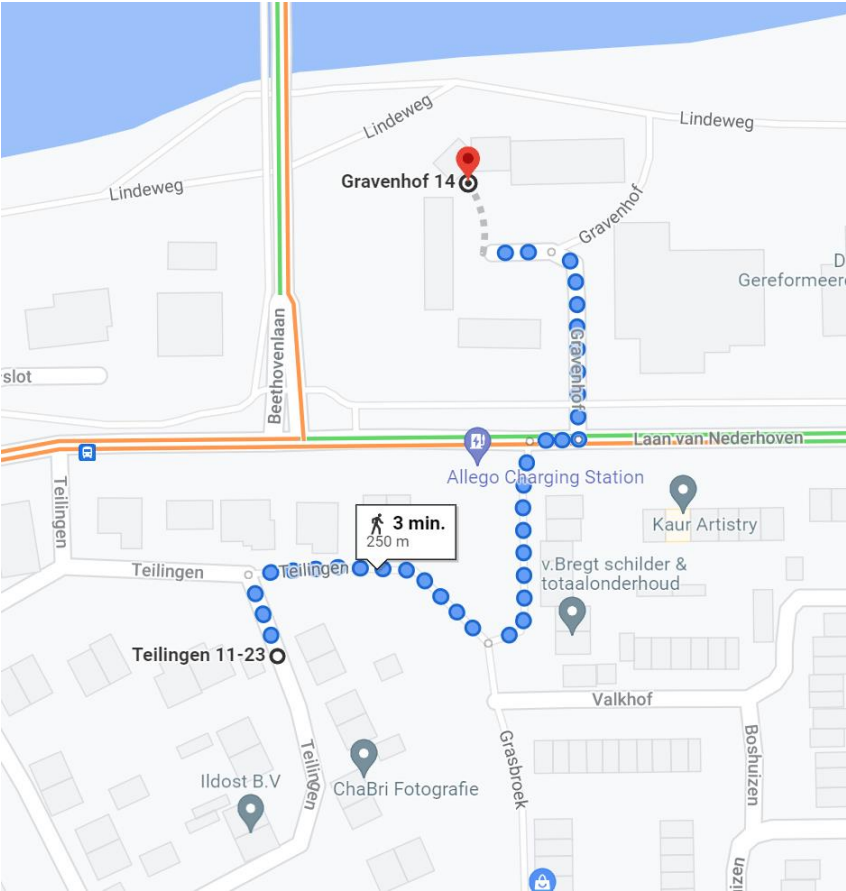 Lindeweg
Lindeweg
Lindeweg
Gravenhof 14
Gravenhof
D
Gereformeer
Beethovenlaan
Gravenhof
slot
Laan van Nederhoven
Allego Charging Station
Teilingen
Kaur Artistry
3 min.
250 m
v.Bregt schilder &
totaalonderhoud
Teilingen
Teilingen
Teilingen 11-23
Valkhof
Teilingen
Grasbroek
Boshuizen
Ildost B.V
ChaBri Fotografie
uizen